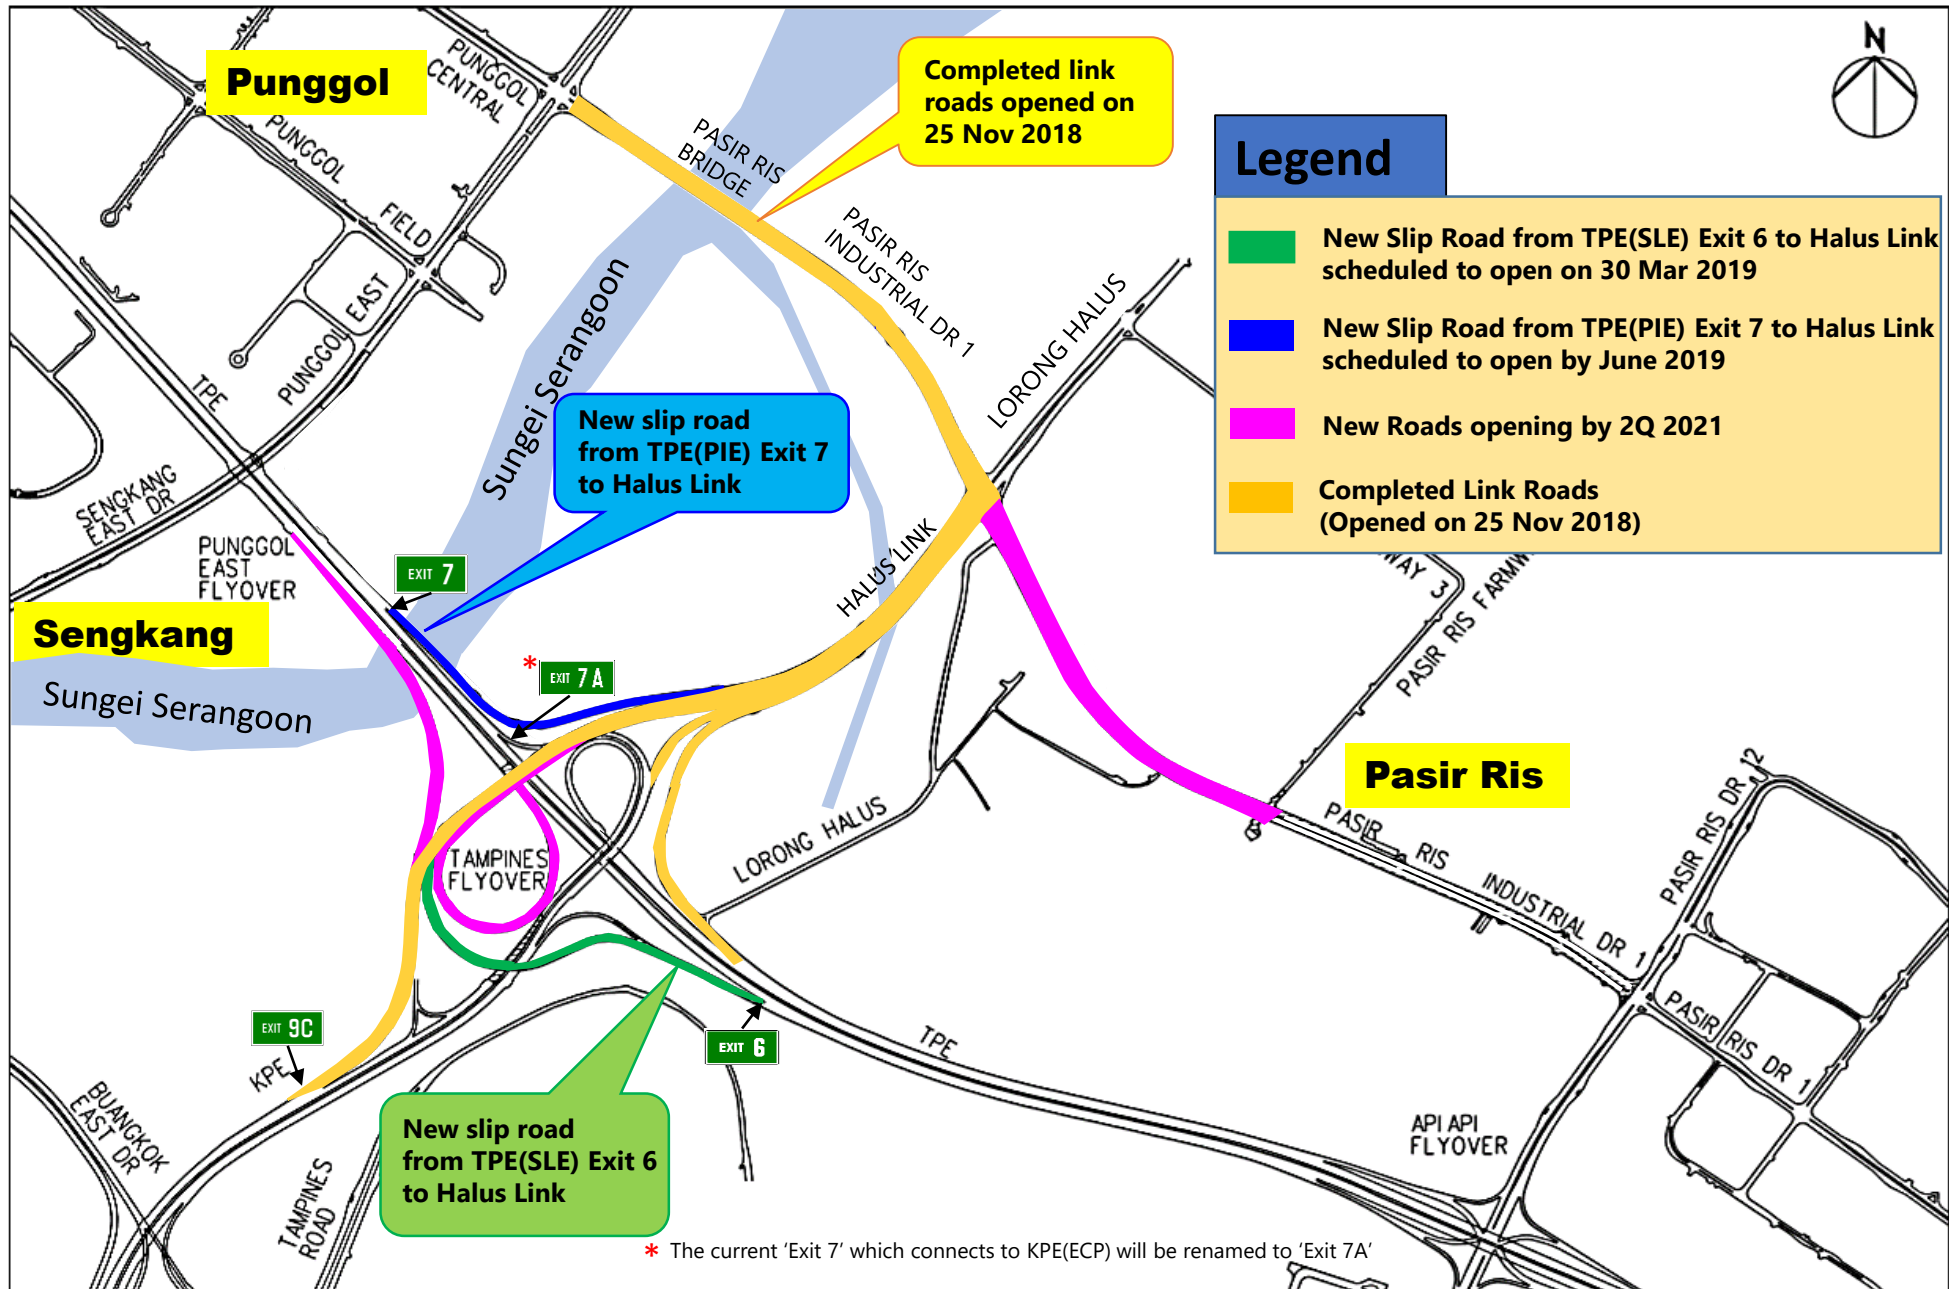 Punggol
PUNGGOL
CENTRAL
PUNGGOL
FIELD
Completed link
roads opened on
25 Nov 2018
N
PASIR RIS
BRIDGE
PASIR RIS
INDUSTRIAL DR 1
Legend
New Slip Road from TPE(SLE) Exit 6 to Halus Link
scheduled to open on 30 Mar 2019
New Slip Road from TPE(PIE) Exit 7 to Halus Link
scheduled to open by June 2019
New Roads opening by 2Q 2021
Completed Link Roads
(Opened on 25 Nov 2018)
PUNGGOL EAST
TPE
Sungei Serangoon
LORONG HALUS
New slip road
from TPE(PIE) Exit 7
to Halus Link
SENGKANG
EAST DR
PUNGGOL
EAST
FLYOVER
EXIT 7
HALUS LINK
WAY 3
PASIR RIS FARMW
Sengkang
Sungei Serangoon
* EXIT 7A
Pasir Ris
PASIR RIS DR 12
TAMPINES
FLYOVER
LORONG HALUS
PASIR RIS INDUSTRIAL DR 1
EXIT 9C
KPE
EXIT 6
TPE
PASIR RIS DR 1
BUANGKOK
EAST DR
New slip road
from TPE(SLE) Exit 6
to Halus Link
API API
FLYOVER
TAMPINES
ROAD
* The current ‘Exit 7’ which connects to KPE(ECP) will be renamed to ‘Exit 7A’